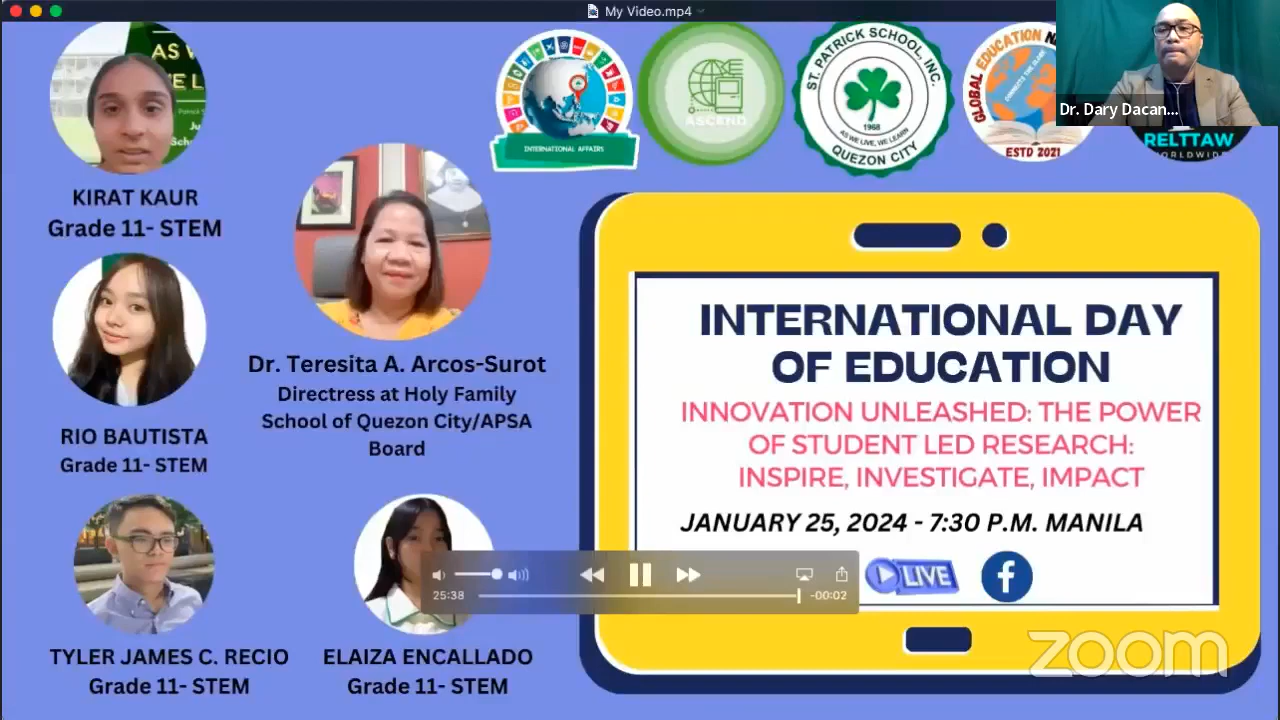 My Video.mp4
AS W
E L
INTERNATIONAL AFFAIRS
ASCEND
ST. PATRICK SCHOOL, INC.
1968
AS WE LIVE, WE LEARN
QUEZON CITY
GLOBAL EDUCATION
ESTD 2021
RELTTAW
WORLDWIDE
Dr. Dary Dacan...
KIRAT KAUR
Grade 11- STEM
RIO BAUTISTA
Grade 11- STEM
Dr. Teresita A. Arcos-Surot
Directress at Holy Family
School of Quezon City/APSA
Board
TYLER JAMES C. RECIO
Grade 11- STEM
ELAIZA ENCALLADO
Grade 11- STEM
INTERNATIONAL DAY
OF EDUCATION
INNOVATION UNLEASHED: THE POWER
OF STUDENT LED RESEARCH:
INSPIRE, INVESTIGATE, IMPACT
JANUARY 25, 2024 - 7:30 P.M. MANILA
LIVE
25:38
-00:02
zoom